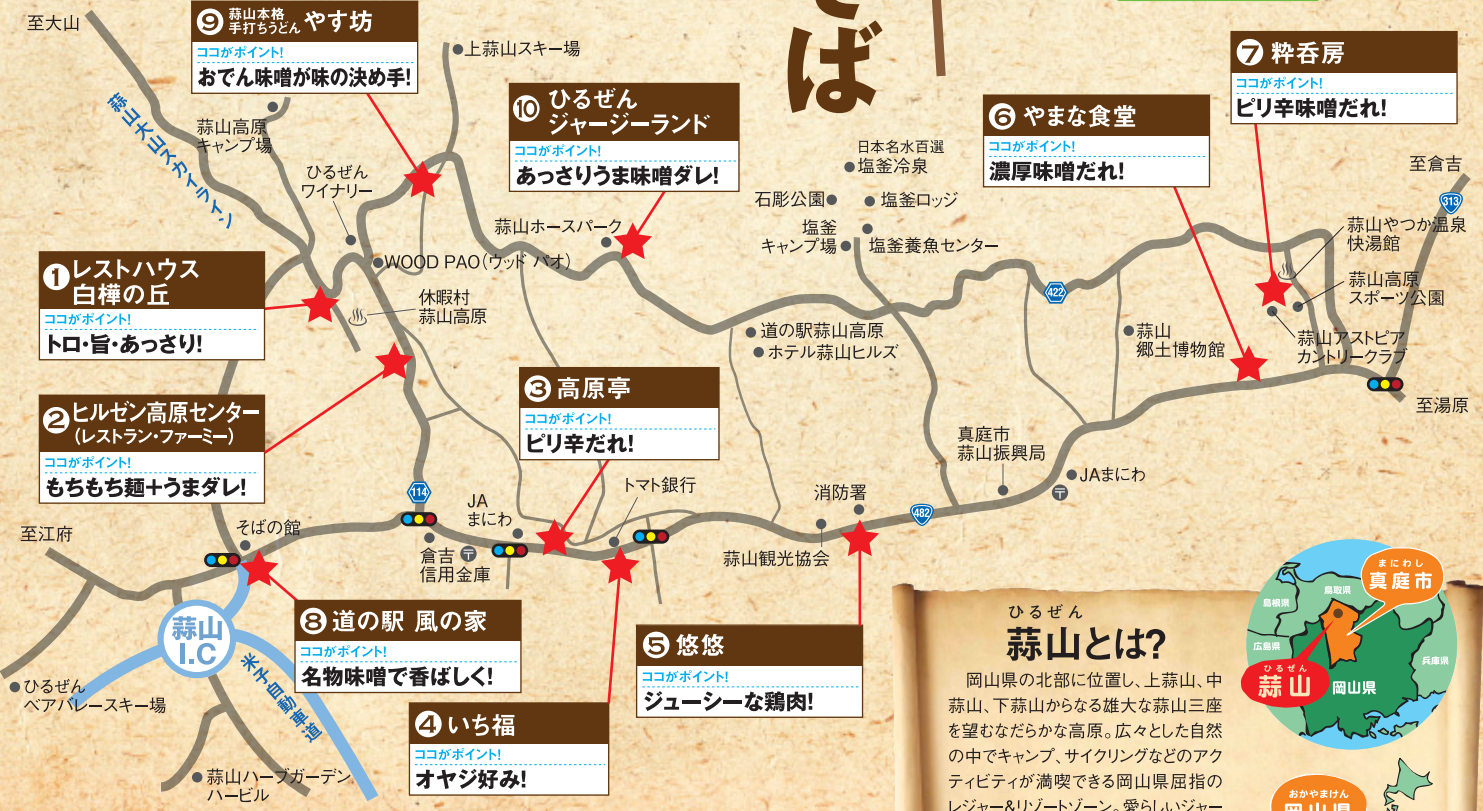 そば
至大山
蒜山大山スカイライン
⑨ 蒜山本格
手打ちうどん やす坊
ココがポイント!
おでん味噌が味の決め手!
上蒜山スキー場
蒜山高原
キャンプ場
ひるぜん
ワイナリー
⑩ ひるぜん
ジャージーランド
ココがポイント!
あっさりうま味噌ダレ!
蒜山ホースパーク
WOOD PAO(ウッド パオ)
休暇村
蒜山高原
日本名水百選
塩釜冷泉
石彫公園
塩釜ロッジ
塩釜
キャンプ場
塩釜養魚センター
⑥ やまな食堂
ココがポイント!
濃厚味噌だれ!
⑦ 粋呑房
ココがポイント!
ピリ辛味噌だれ!
至倉吉
313
蒜山やつか温泉
快湯館
蒜山高原
スポーツ公園
蒜山アストピア
カントリークラブ
至湯原
422
蒜山
郷土博物館
道の駅蒜山高原
ホテル蒜山ヒルズ
① レストハウス
白樺の丘
ココがポイント!
トロ・旨・あっさり!
② ヒルゼン高原センター
(レストラン・ファーミー)
ココがポイント!
もちもち麺+うまダレ!
③ 高原亭
ココがポイント!
ピリ辛だれ!
真庭市
蒜山振興局
JAまにわ
〒
トマト銀行
消防署
482
蒜山観光協会
114
JA
まにわ
倉吉 〒
信用金庫
そばの館
至江府
蒜山
I.C
米子自動車道
ひるぜん
ベアバレースキー場
蒜山ハーブガーデン
ハービル
⑧ 道の駅 風の家
ココがポイント!
名物味噌で香ばしく!
④ いち福
ココがポイント!
オヤジ好み!
⑤ 悠悠
ココがポイント!
ジューシーな鶏肉!
ひるぜん
蒜山とは?
岡山県の北部に位置し、上蒜山、中
蒜山、下蒜山からなる雄大な蒜山三座
を望むなだらかな高原。広々とした自然
の中でキャンプ、サイクリングなどのアク
ティビティが満喫できる岡山県屈指の
レジャー&リゾートゾーン。愛らしいジャー
まにわし
真庭市
鳥取県
島根県
広島県
兵庫県
ひるぜん
蒜山
岡山県
おかやまけん
岡山県